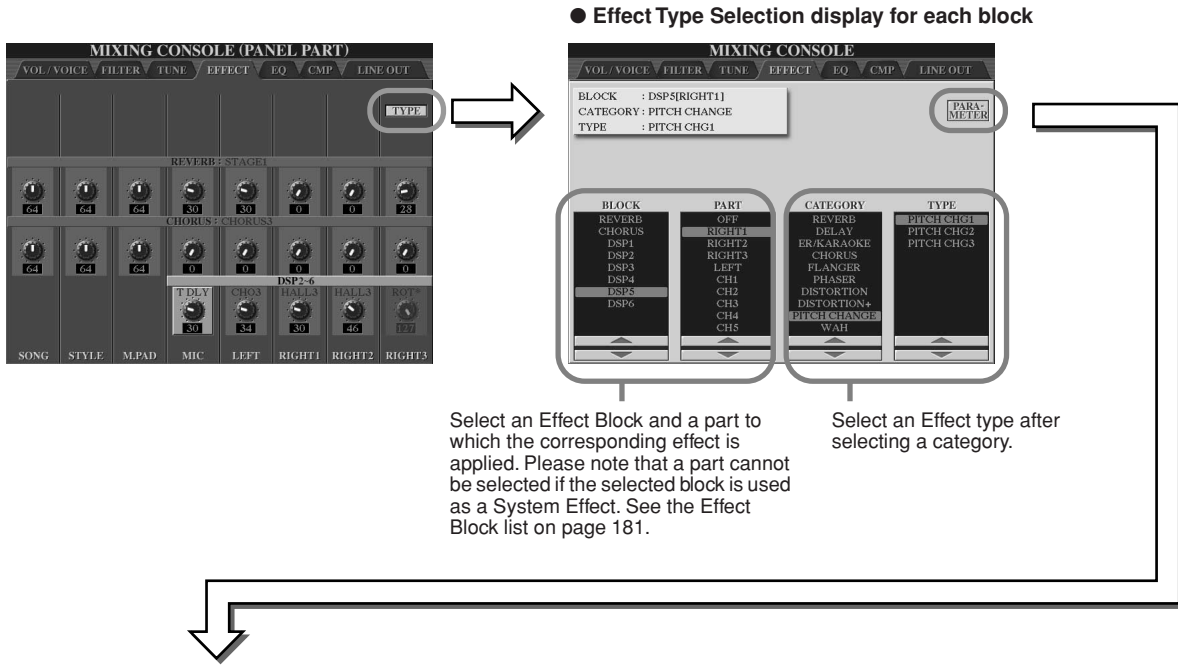 ● Effect Type Selection display for each block
MIXING CONSOLE (PANEL PART)
VOL / VOICE FILTER TUNE EFFECT EQ CMP LINE OUT
TYPE
REVERB : STAGE1
64 64 64 30 30 0 0 28
CHORUS : CHORUS3
64 64 64 0 0 0 0 0
DSP2~6
T DLY CHO3 HALL3 HALL3 ROT*
30 34 30 46 127
SONG STYLE M.PAD MIC LEFT RIGHT1 RIGHT2 RIGHT3
MIXING CONSOLE
VOL / VOICE FILTER TUNE EFFECT EQ CMP LINE OUT
BLOCK : DSP5[RIGHT1]
CATEGORY : PITCH CHANGE
TYPE : PITCH CHG1
PARA-
METER
BLOCK
REVERB
CHORUS
DSP1
DSP2
DSP3
DSP4
DSP5
DSP6
PART
OFF
RIGHT1
RIGHT2
RIGHT3
LEFT
CH1
CH2
CH3
CH4
CH5
CATEGORY
REVERB
DELAY
ER/KARAOKE
CHORUS
FLANGER
PHASER
DISTORTION
DISTORTION+
PITCH CHANGE
WAH
TYPE
PITCH CHG1
PITCH CHG2
PITCH CHG3
Select an Effect Block and a part to
which the corresponding effect is
applied. Please note that a part cannot
be selected if the selected block is used
as a System Effect. See the Effect
Block list on page 181.
Select an Effect type after
selecting a category.